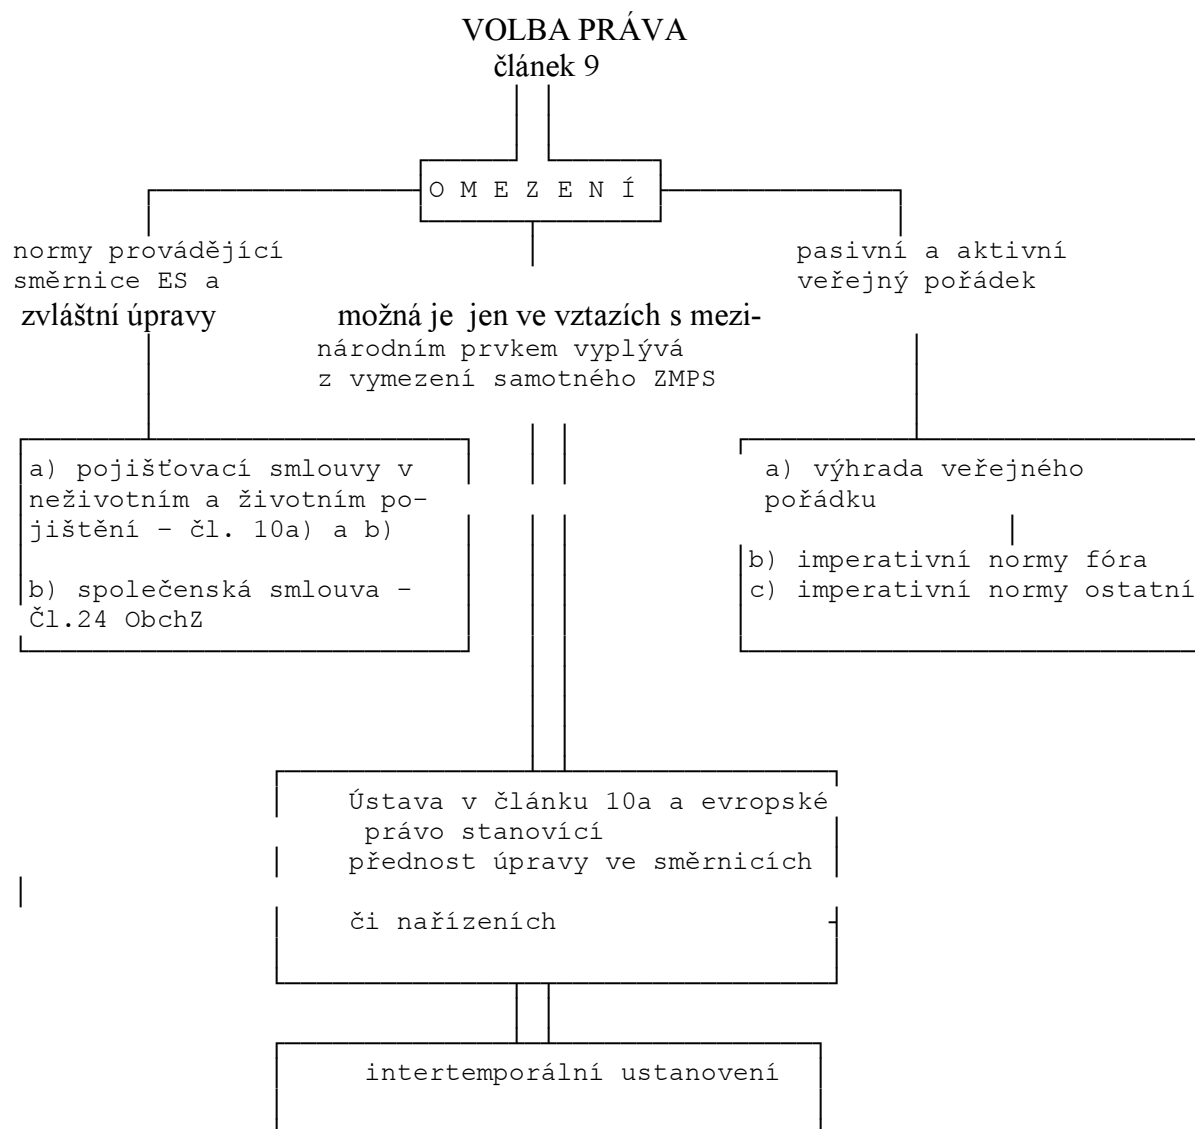 VOLBA PRÁVA
článek 9
O M E Z E N Í
normy provádějící
směrnice ES a
zvláštní úpravy
možná je jen ve vztazích s mezi-
národním prvkem vyplývá
z vymezení samotného ZMPS
pasivní a aktivní
veřejný pořádek
a) pojišťovací smlouvy v
neživotním a životním po-
jištění – čl. 10a) a b)
b) společenská smlouva –
Čl.24 ObchZ
a) výhrada veřejného
pořádku
b) imperativní normy fóra
c) imperativní normy ostatní
Ústava v článku 10a a evropské
právo stanovící
přednost úpravy ve směrnicích
či nařízeních
intertemporální ustanovení